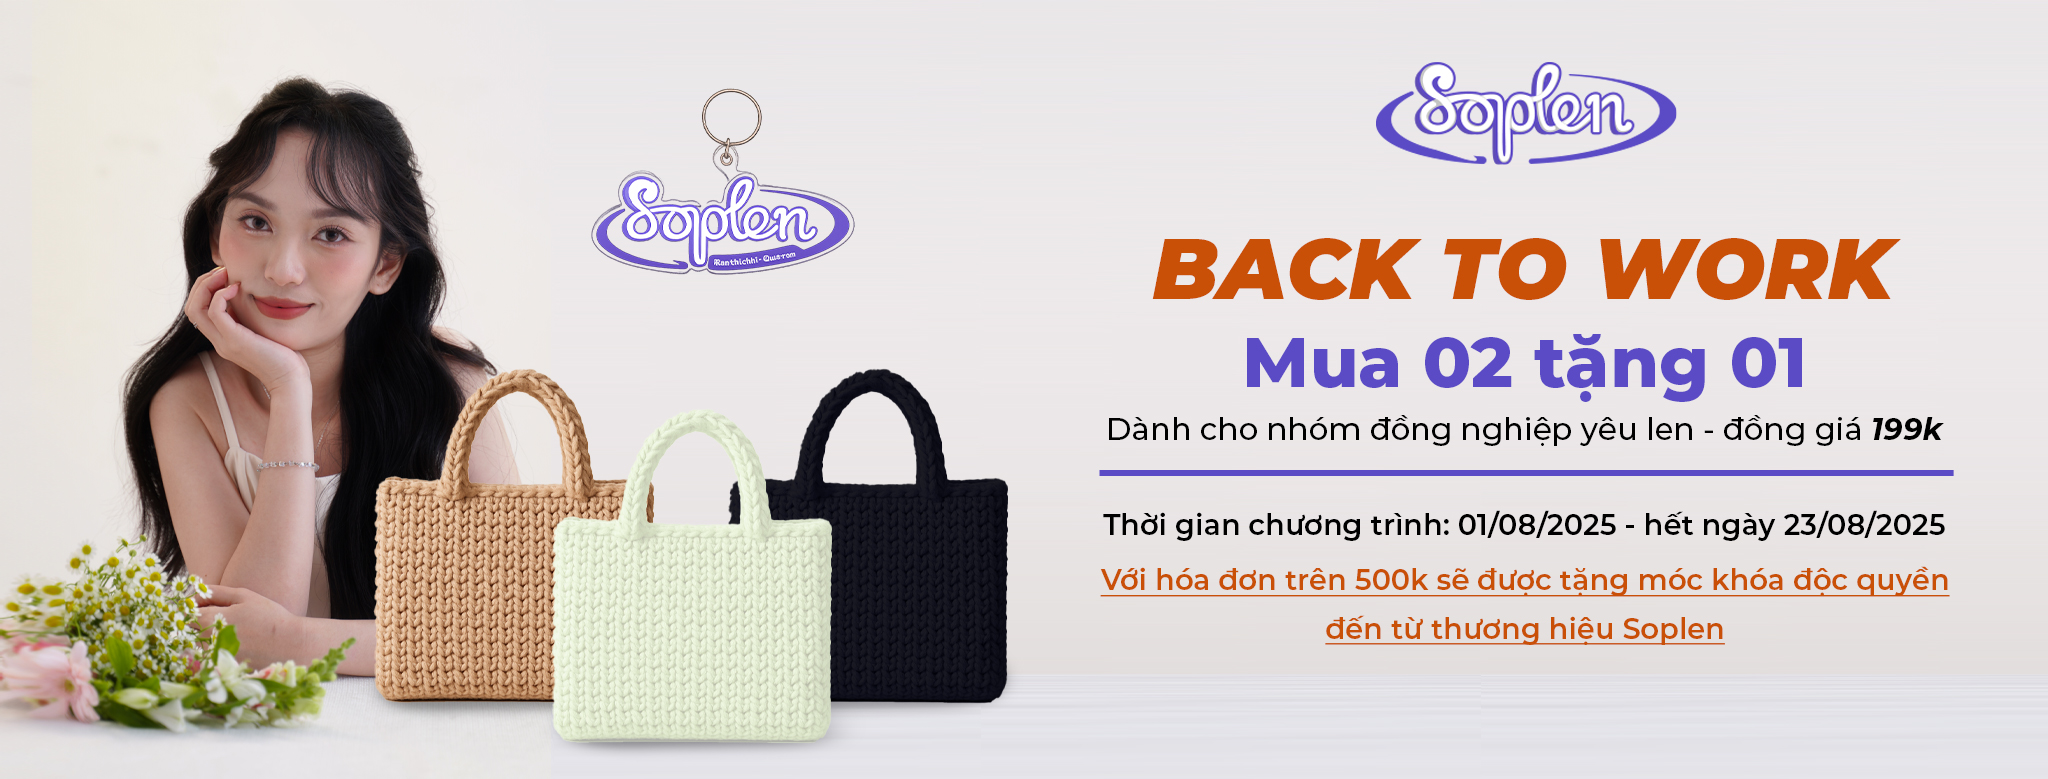 Soplen
Soplen
BACK TO WORK
Mua 02 tặng 01
Dành cho nhóm đồng nghiệp yêu len - đồng giá 199k
Thời gian chương trình: 01/08/2025 - hết ngày 23/08/2025
Với hóa đơn trên 500k sẽ được tặng móc khóa độc quyền
đến từ thương hiệu Soplen